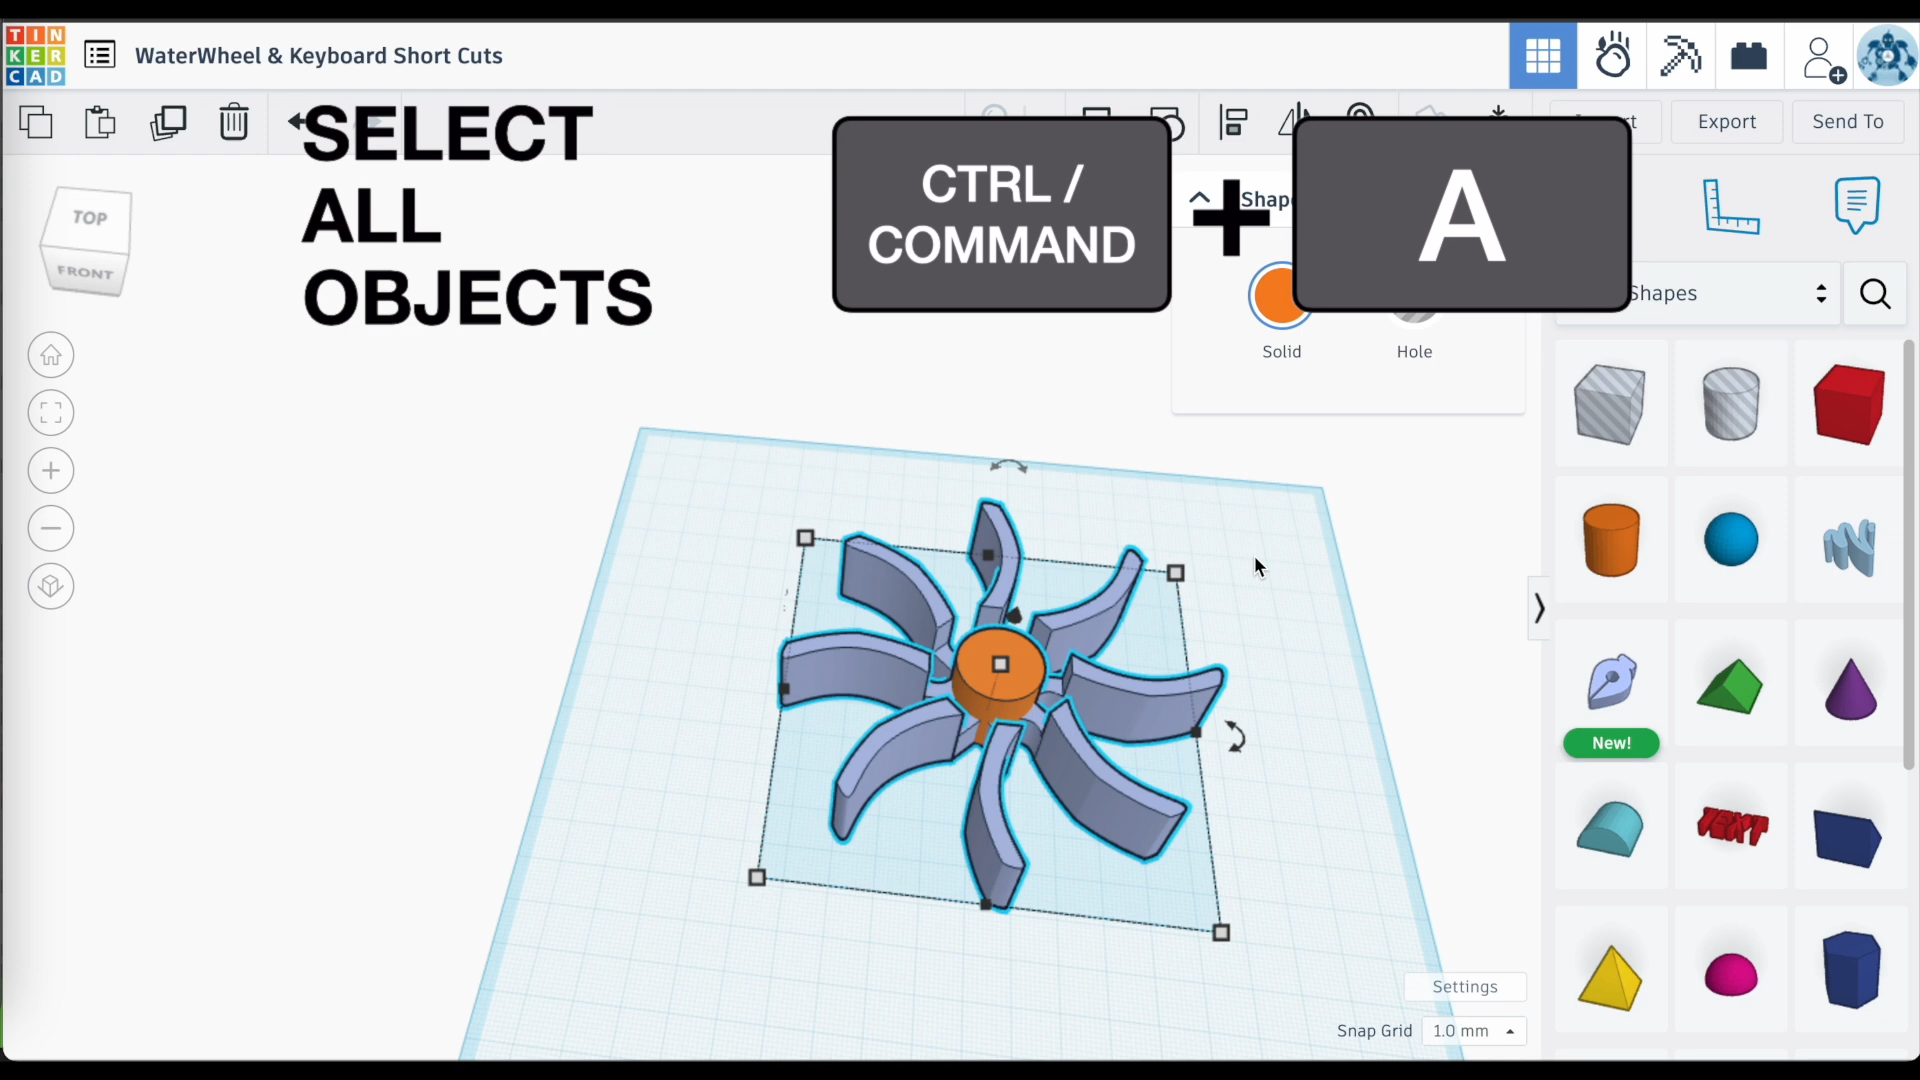 TIN
KER
CAD
WaterWheel & Keyboard Short Cuts
Export
Send To
SELECT
ALL
OBJECTS
CTRL /
COMMAND
+
A
TOP
FRONT
Shapes
Solid
Hole
New!
TEXT
Settings
Snap Grid
1.0 mm